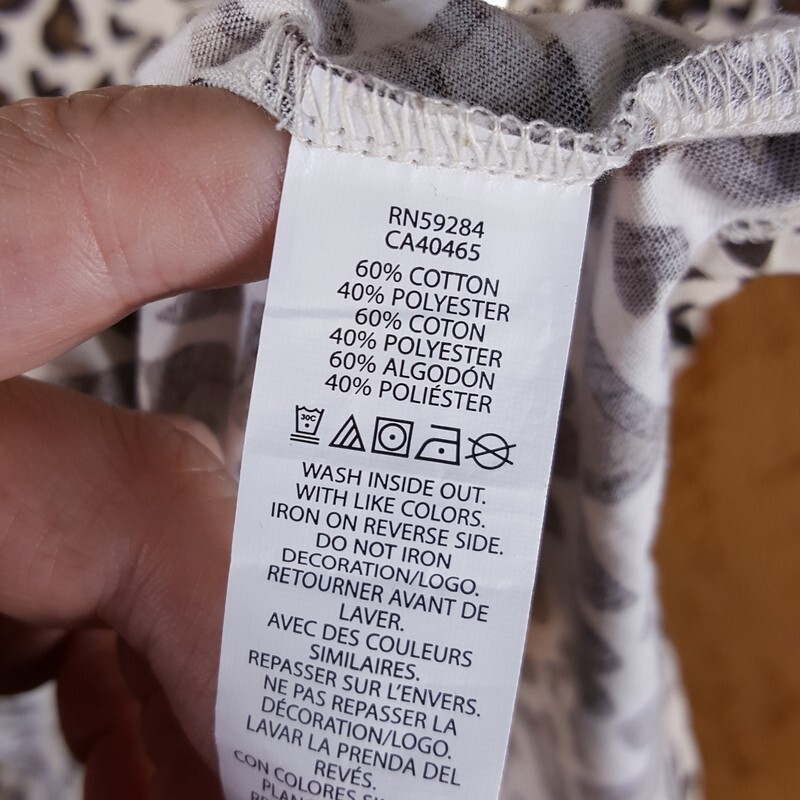 RN59284
CA40465
60% COTTON
40% POLYESTER
60% COTON
40% POLYESTER
60% ALGODÓN
40% POLIÉSTER
30C
WASH INSIDE OUT.
WITH LIKE COLORS.
IRON ON REVERSE SIDE.
DO NOT IRON
DECORATION/LOGO.
RETOURNER AVANT DE
LAVER.
AVEC DES COULEURS
SIMILAIRES.
REPASSER SUR L'ENVERS.
NE PAS REPASSER LA
DÉCORATION/LOGO.
LAVAR LA PRENDA DEL
REVÉS.
CON COLORES